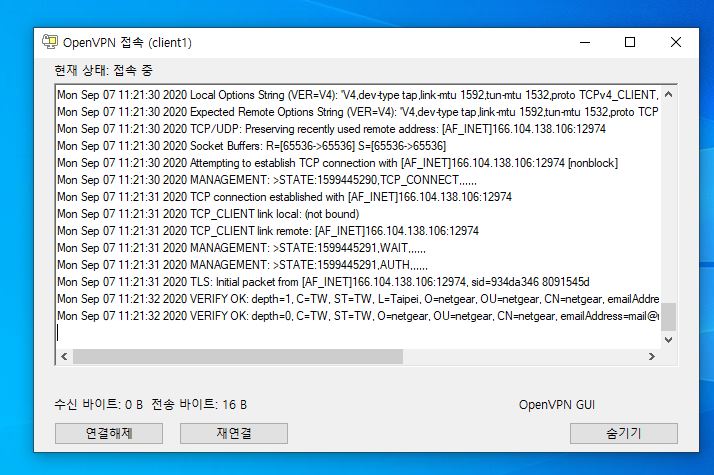 OpenVPN 접속 (client1)
현재 상태: 접속 중
Mon Sep 07 11:21:30 2020 Local Options String (VER=V4): 'V4,dev-type tap,link-mtu 1592,tun-mtu 1532,proto TCPv4_CLIENT,
Mon Sep 07 11:21:30 2020 Expected Remote Options String (VER=V4): 'V4,dev-type tap,link-mtu 1592,tun-mtu 1532,proto TCP
Mon Sep 07 11:21:30 2020 TCP/UDP: Preserving recently used remote address: [AF_INET]166.104.138.106:12974
Mon Sep 07 11:21:30 2020 Socket Buffers: R=[65536->65536] S=[65536->65536]
Mon Sep 07 11:21:30 2020 Attempting to establish TCP connection with [AF_INET]166.104.138.106:12974 [nonblock]
Mon Sep 07 11:21:30 2020 MANAGEMENT: >STATE:1599445290,TCP_CONNECT,,,,,,
Mon Sep 07 11:21:31 2020 TCP connection established with [AF_INET]166.104.138.106:12974
Mon Sep 07 11:21:31 2020 TCP_CLIENT link local: (not bound)
Mon Sep 07 11:21:31 2020 TCP_CLIENT link remote: [AF_INET]166.104.138.106:12974
Mon Sep 07 11:21:31 2020 MANAGEMENT: >STATE:1599445291,WAIT,,,,,,
Mon Sep 07 11:21:31 2020 MANAGEMENT: >STATE:1599445291,AUTH,,,,,,
Mon Sep 07 11:21:31 2020 TLS: Initial packet from [AF_INET]166.104.138.106:12974, sid=934da346 8091545d
Mon Sep 07 11:21:32 2020 VERIFY OK: depth=1, C=TW, ST=TW, L=Taipei, O=netgear, OU=netgear, CN=netgear, emailAddre
Mon Sep 07 11:21:32 2020 VERIFY OK: depth=0, C=TW, ST=TW, O=netgear, OU=netgear, CN=netgear, emailAddress=mail@
수신 바이트: 0 B 전송 바이트: 16 B
OpenVPN GUI
연결해제
재연결
숨기기